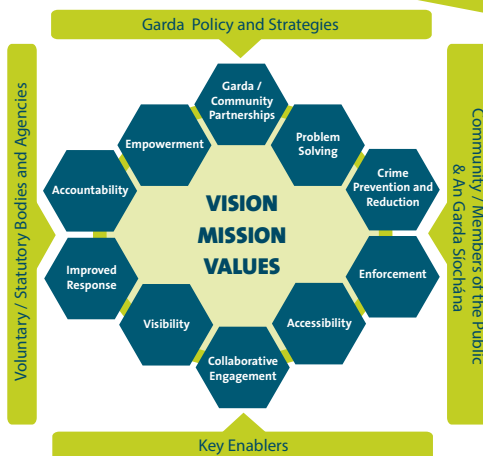 Garda Policy and Strategies
Voluntary / Statutory Bodies and Agencies
Community / Members of the Public
& An Garda Síochána
Garda /
Community
Partnerships
Empowerment
Problem
Solving
Accountability
Crime
Prevention and
Reduction
VISION
MISSION
VALUES
Improved
Response
Enforcement
Visibility
Accessibility
Collaborative
Engagement
Key Enablers